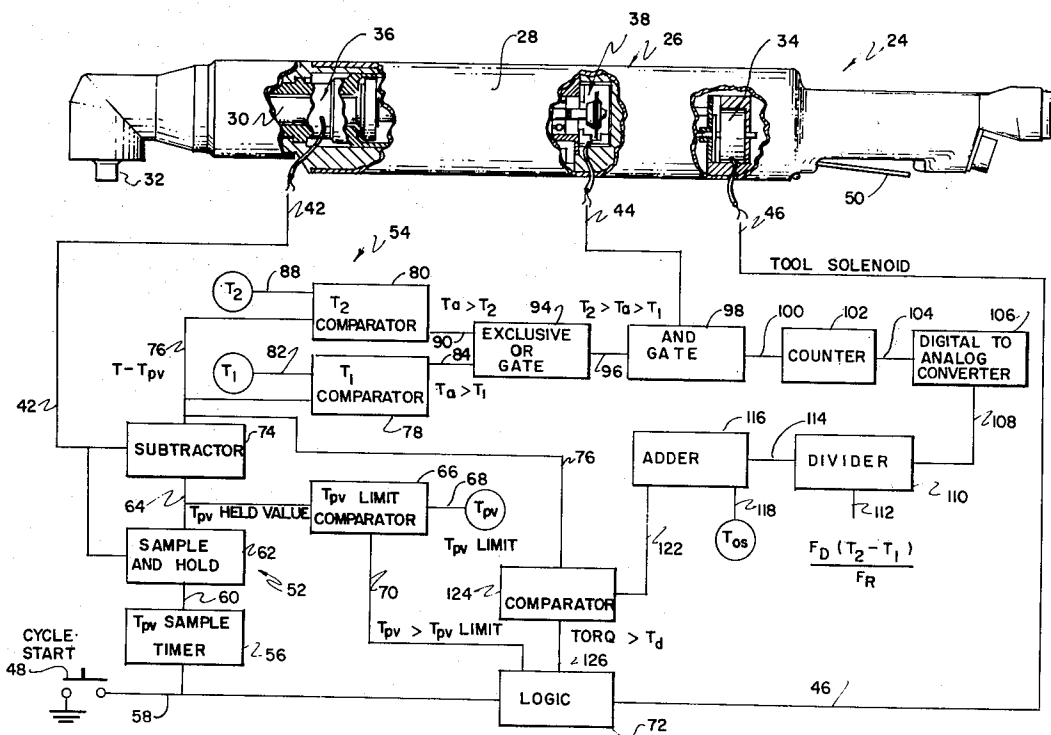 38
36
28
26
34
24
30
32
42
44
46
50
54
TOOL SOLENOID
T2
88
80
T2
COMPARATOR
Ta > T2
90
94
EXCLUSIVE
OR
GATE
T2 > Ta > T1
96
98
AND
GATE
100
102
COUNTER
104
106
DIGITAL TO
ANALOG
CONVERTER
108
76
T - Tpv
T1
82
T1
COMPARATOR
84
Ta > T1
78
42
SUBTRACTOR
74
76
116
ADDER
114
DIVIDER
110
112
118
Tos
122
FD (T2 - T1)
FR
64
Tpv HELD VALUE
66
Tpv LIMIT
COMPARATOR
68
Tpv
Tpv LIMIT
SAMPLE
AND HOLD
62
52
60
70
124
COMPARATOR
Tpv SAMPLE
TIMER
56
Tpv > Tpv LIMIT
TORQ > Td
126
CYCLE
START
48
58
LOGIC
72
46